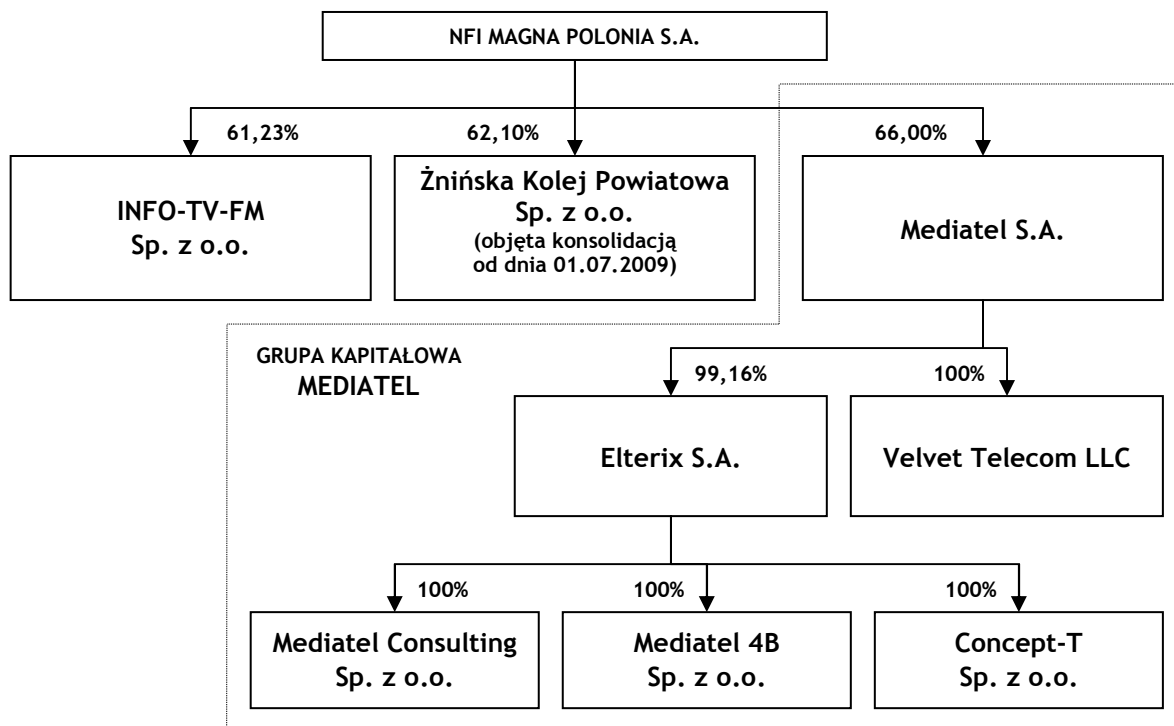 NFI MAGNA POLONIA S.A.
61,23%
62,10%
66,00%
INFO-TV-FM
Sp. z o.o.
Żnińska Kolej Powiatowa
Sp. z o.o.
(objęta konsolidacją
od dnia 01.07.2009)
Mediatel S.A.
GRUPA KAPITAŁOWA
MEDIATEL
99,16%
100%
Elterix S.A.
Velvet Telecom LLC
100%
100%
100%
Mediatel Consulting
Sp. z o.o.
Mediatel 4B
Sp. z o.o.
Concept-T
Sp. z o.o.